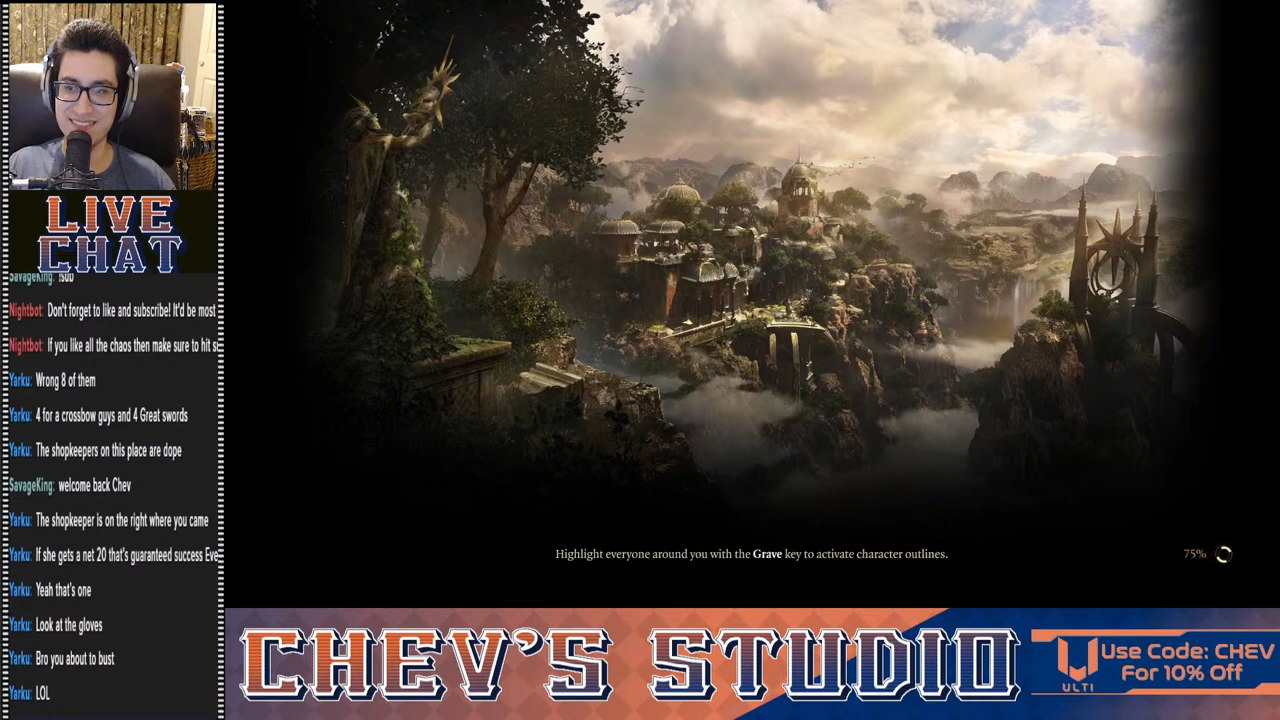 LIVE
CHAT
SavageKing: !sub
Nightbot: Don't forget to like and subscribe! It'd be most
Nightbot: If you like all the chaos then make sure to hit
Yarku: Wrong 8 of them
Yarku: 4 for a crossbow guys and 4 Great swords
Yarku: The shopkeepers on this place are dope
SavageKing: welcome back Chev
Yarku: The shopkeeper is on the right where you came
Yarku: If she gets a net 20 that's guaranteed success Eve
Yarku: Yeah that's one
Yarku: Look at the gloves
Yarku: Bro you about to bust
Yarku: LOL
Highlight everyone around you with the Grave key to activate character outlines.
75%
CHEV'S STUDIO
ULTI
Use Code: CHEV
For 10% Off